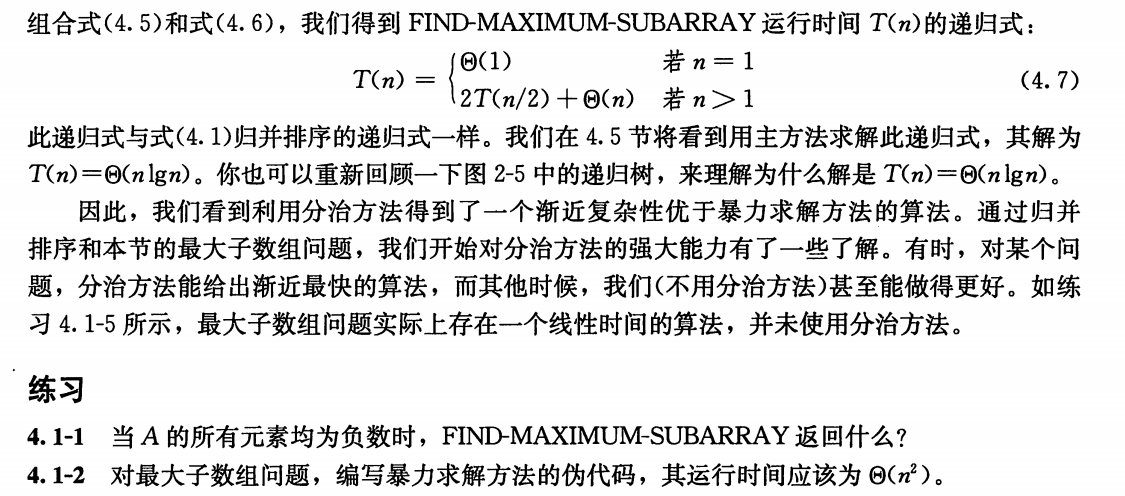 组合式(4.5)和式(4.6)，我们得到 FIND-MAXIMUM-SUBARRAY 运行时间 T(n)的递归式：
T(n) = { Θ(1) 若 n = 1
2T(n/2) + Θ(n) 若 n > 1 (4.7)
此递归式与式(4.1)归并排序的递归式一样。我们在 4.5 节将看到用主方法求解此递归式，其解为
T(n)=Θ(nlgn)。你也可以重新回顾一下图 2-5 中的递归树，来理解为什么解是 T(n)=Θ(nlgn)。
因此，我们看到利用分治方法得到了一个渐近复杂性优于暴力求解方法的算法。通过归并
排序和本节的最大子数组问题，我们开始对分治方法的强大能力有了一些了解。有时，对某个问
题，分治方法能给出渐近最快的算法，而其他时候，我们(不用分治方法)甚至能做得更好。如练
习 4.1-5 所示，最大子数组问题实际上存在一个线性时间的算法，并未使用分治方法。
练习
4.1-1 当 A 的所有元素均为负数时，FIND-MAXIMUM-SUBARRAY 返回什么?
4.1-2 对最大子数组问题，编写暴力求解方法的伪代码，其运行时间应该为 Θ(n²)。